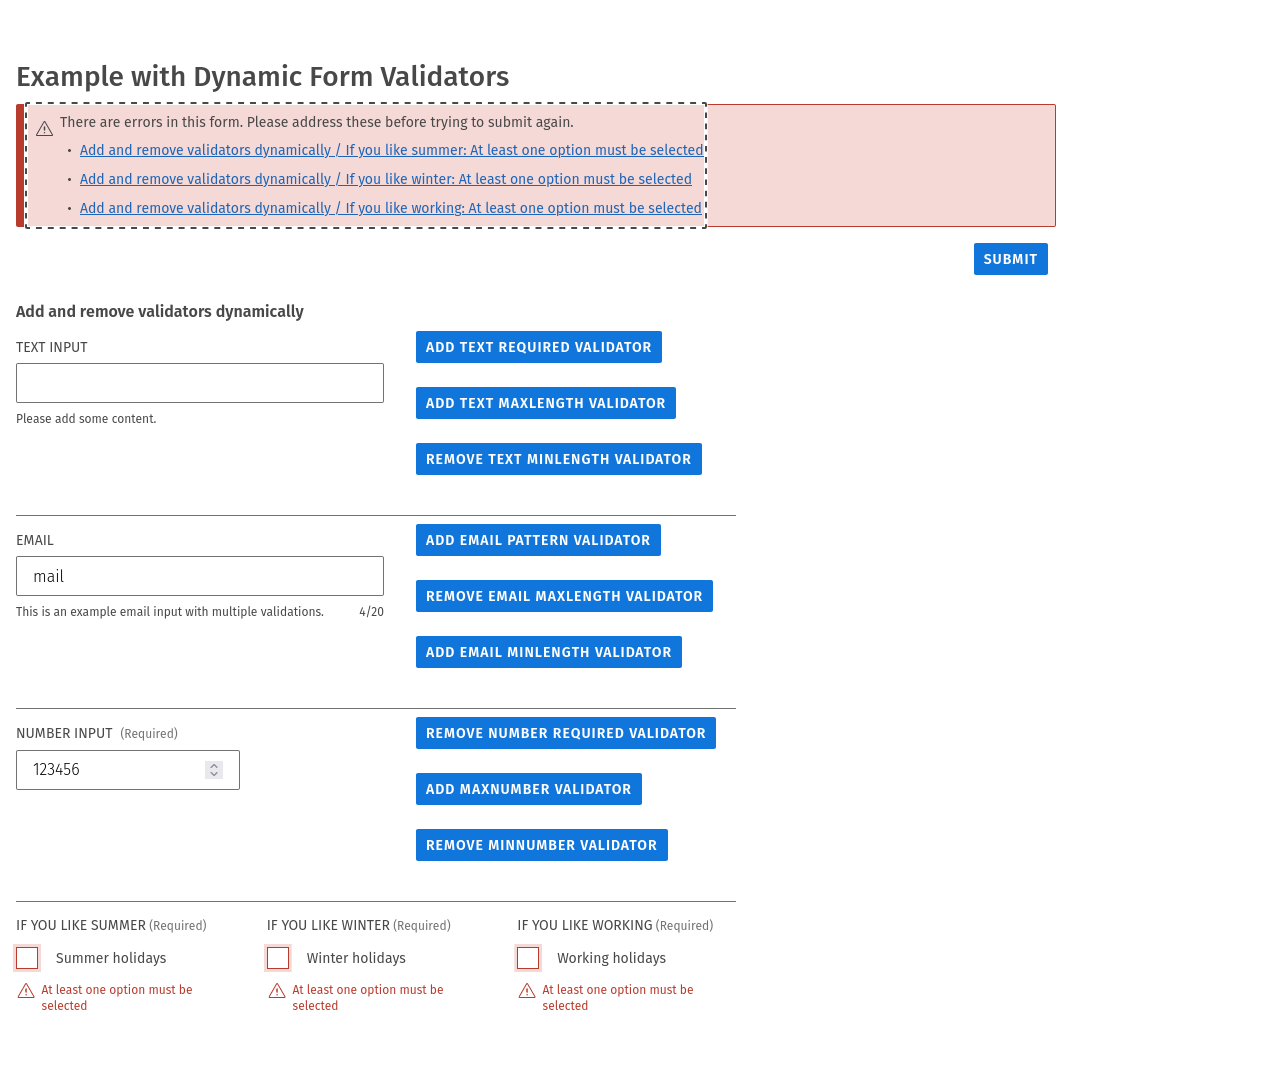 Example with Dynamic Form Validators
There are errors in this form. Please address these before trying to submit again.
• Add and remove validators dynamically / If you like summer: At least one option must be selected
• Add and remove validators dynamically / If you like winter: At least one option must be selected
• Add and remove validators dynamically / If you like working: At least one option must be selected
SUBMIT
Add and remove validators dynamically
TEXT INPUT
Please add some content.
ADD TEXT REQUIRED VALIDATOR
ADD TEXT MAXLENGTH VALIDATOR
REMOVE TEXT MINLENGTH VALIDATOR
EMAIL
mail
This is an example email input with multiple validations. 4/20
ADD EMAIL PATTERN VALIDATOR
REMOVE EMAIL MAXLENGTH VALIDATOR
ADD EMAIL MINLENGTH VALIDATOR
NUMBER INPUT (Required)
123456
REMOVE NUMBER REQUIRED VALIDATOR
ADD MAXNUMBER VALIDATOR
REMOVE MINNUMBER VALIDATOR
IF YOU LIKE SUMMER (Required)
Summer holidays
At least one option must be
selected
IF YOU LIKE WINTER (Required)
Winter holidays
At least one option must be
selected
IF YOU LIKE WORKING (Required)
Working holidays
At least one option must be
selected